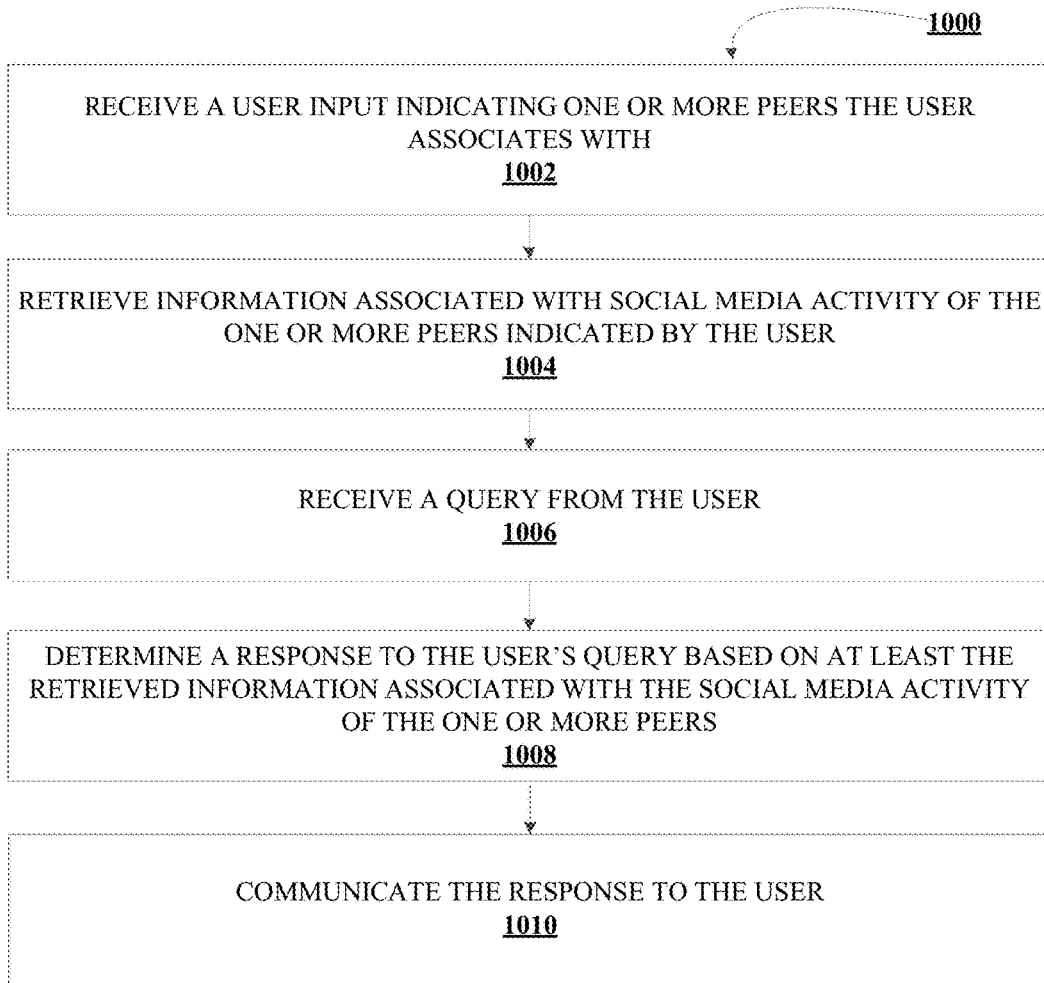 1000
RECEIVE A USER INPUT INDICATING ONE OR MORE PEERS THE USER
ASSOCIATES WITH
1002
RETRIEVE INFORMATION ASSOCIATED WITH SOCIAL MEDIA ACTIVITY OF THE
ONE OR MORE PEERS INDICATED BY THE USER
1004
RECEIVE A QUERY FROM THE USER
1006
DETERMINE A RESPONSE TO THE USER'S QUERY BASED ON AT LEAST THE
RETRIEVED INFORMATION ASSOCIATED WITH THE SOCIAL MEDIA ACTIVITY
OF THE ONE OR MORE PEERS
1008
COMMUNICATE THE RESPONSE TO THE USER
1010